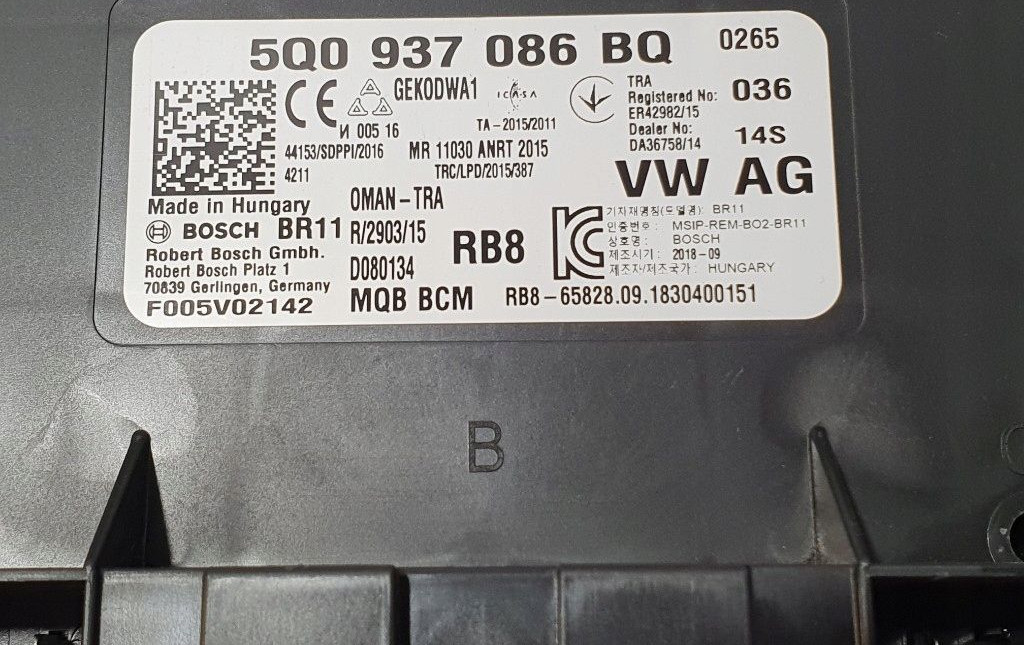 5Q0 937 086 BQ 0265
CE GEKODWA1 ICASA
TRA
Registered No: 036
ER42982/15
Dealer No: 14S
DA36758/14
И 005 16
TA-2015/2011
44153/SDPPI/2016
4211
MR 11030 ANRT 2015
TRC/LPD/2015/387
VW AG
Made in Hungary
BOSCH BR11
Robert Bosch Gmbh.
Robert Bosch Platz 1
70839 Gerlingen, Germany
F005V02142
OMAN-TRA
R/2903/15
D080134
MQB BCM
RB8
기자재명칭(모델명): BR11
인증번호: MSIP-REM-BO2-BR11
상호명: BOSCH
제조시기: 2018-09
제조자/제조국가: HUNGARY
RB8-65828.09.1830400151
B